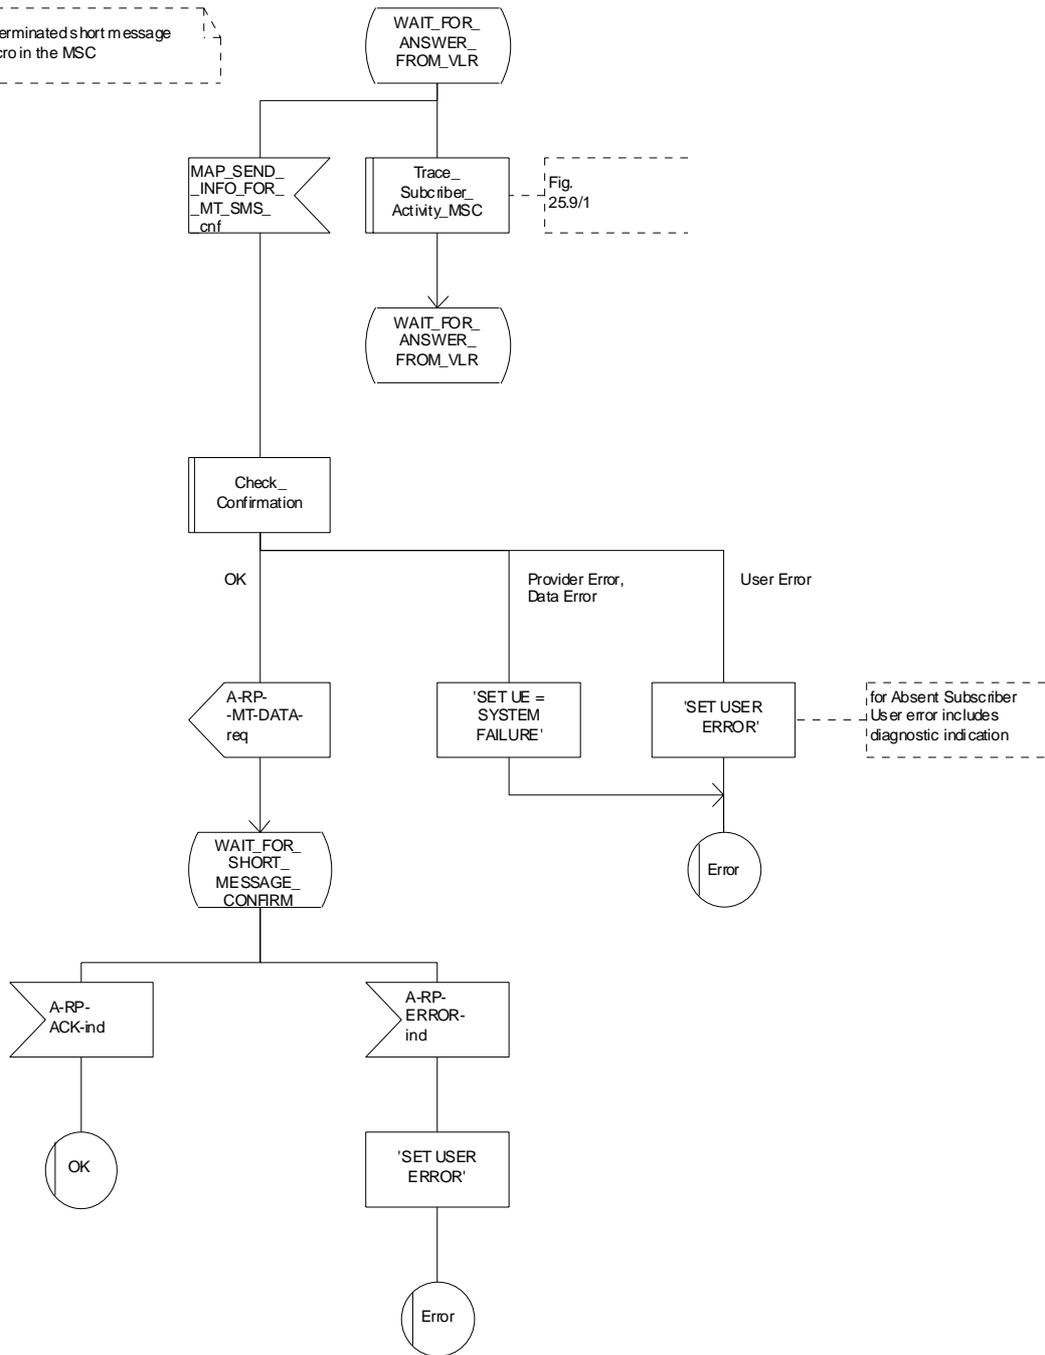 erminated short message
cro in the MSC
WAIT_FOR_
ANSWER_
FROM_VLR
MAP_SEND_
_INFO_FOR_
_MT_SMS_
_cnf
Trace_
Subcriber_
Activity_MSC
Fig.
25.9/1
WAIT_FOR_
ANSWER_
FROM_VLR
Check_
Confirmation
OK
Provider Error,
Data Error
User Error
A-RP-
-MT-DATA-
req
'SET UE =
SYSTEM
FAILURE'
'SET USER
ERROR'
for Absent Subscriber
User error includes
diagnostic indication
WAIT_FOR_
SHORT_
MESSAGE_
CONFIRM
Error
A-RP-
ACK-ind
A-RP-
ERROR-
ind
OK
'SET USER
ERROR'
Error